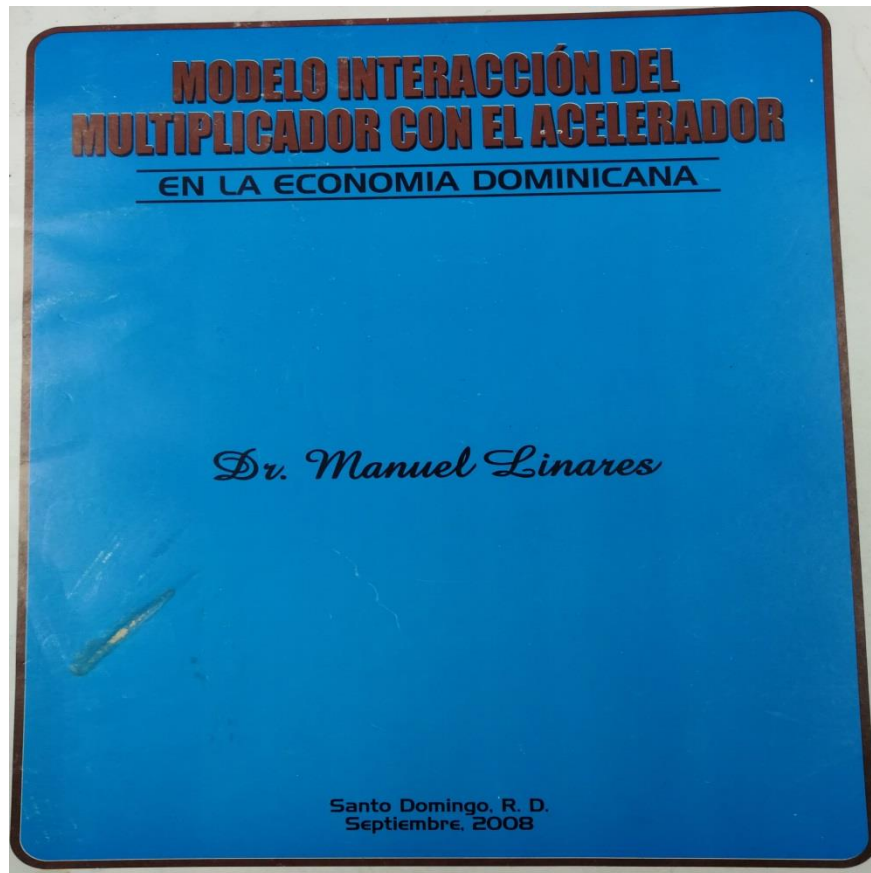 MODELO INTERACCIÓN DEL
MULTIPLICADOR CON EL ACELERADOR
EN LA ECONOMIA DOMINICANA
Dr. Manuel Linares
Santo Domingo, R. D.
Septiembre, 2008